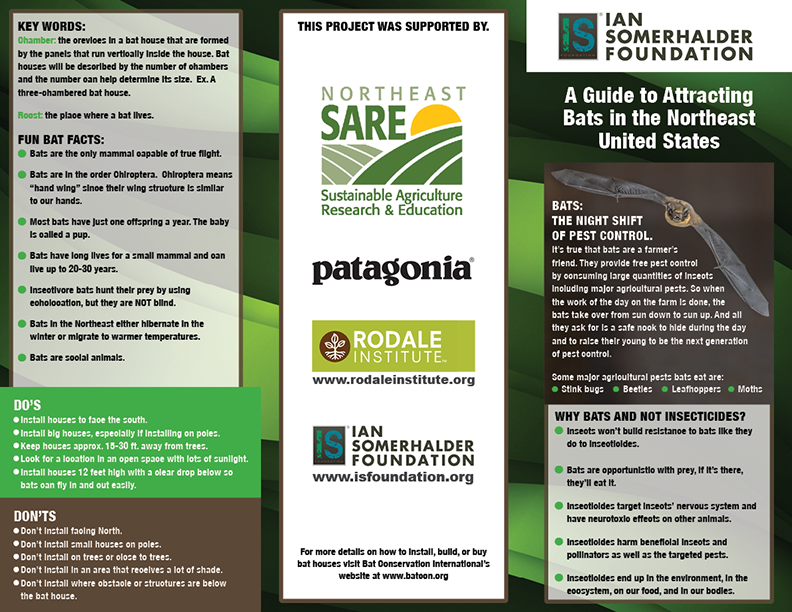 KEY WORDS:
Chamber: the crevices in a bat house that are formed
by the panels that run vertically inside the house. Bat
houses will be described by the number of chambers
and the number can help determine its size. Ex. A
three-chambered bat house.
Roost: the place where a bat lives.
FUN BAT FACTS:
Bats are the only mammal capable of true flight.
Bats are in the order Chiroptera. Chiroptera means
“hand wing” since their wing structure is similar
to our hands.
Most bats have just one offspring a year. The baby
is called a pup.
Bats have long lives for a small mammal and can
live up to 20-30 years.
Insectivore bats hunt their prey by using
echolocation, but they are NOT blind.
Bats in the Northeast either hibernate in the
winter or migrate to warmer temperatures.
Bats are social animals.
DO'S
Install houses to face the south.
Install big houses, especially if installing on poles.
Keep houses approx. 15-30 ft. away from trees.
Look for a location in an open space with lots of sunlight.
Install houses 12 feet high with a clear drop below so
bats can fly in and out easily.
DON'TS
Don't install facing North.
Don't install small houses on poles.
Don't install on trees or close to trees.
Don't install in an area that receives a lot of shade.
Don't install where obstacle or structures are below
the bat house.
THIS PROJECT WAS SUPPORTED BY.
NORTHEAST
SARE
Sustainable Agriculture
Research & Education
patagonia®
RODALE
INSTITUTE™
www.rodaleinstitute.org
IS
IAN
SOMERHALDER
FOUNDATION
www.isfoundation.org
For more details on how to install, build, or buy
bat houses visit Bat Conservation International's
website at www.batcon.org
IS
IAN
SOMERHALDER
FOUNDATION
A Guide to Attracting
Bats in the Northeast
United States
BATS:
THE NIGHT SHIFT
OF PEST CONTROL.
It's true that bats are a farmer's
friend. They provide free pest control
by consuming large quantities of insects
including major agricultural pests. So when
the work of the day on the farm is done, the
bats take over from sun down to sun up. And all
they ask for is a safe nook to hide during the day
and to raise their young to be the next generation
of pest control.
Some major agricultural pests bats eat are:
Stink bugs Beetles Leafhoppers Moths
WHY BATS AND NOT INSECTICIDES?
Insects won't build resistance to bats like they
do to insecticides.
Bats are opportunistic with prey, if it's there,
they'll eat it.
Insecticides target insects' nervous system and
have neurotoxic effects on other animals.
Insecticides harm beneficial insects and
pollinators as well as the targeted pests.
Insecticides end up in the environment, in the
ecosystem, on our food, and in our bodies.